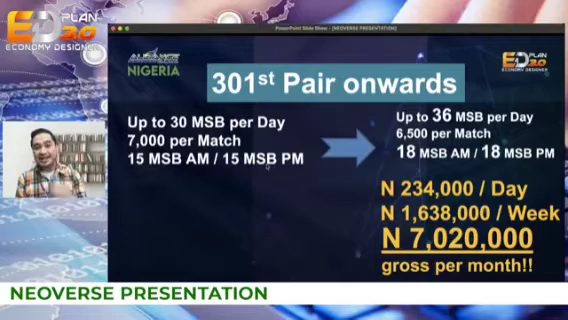 ED PLAN 3.0
ECONOMY DESIGNER
PowerPoint Slide Show - [NEOVERSE PRESENTATION]
NIGERIA
ED PLAN 3.0
ECONOMY DESIGNER
301st Pair onwards
Up to 30 MSB per Day
7,000 per Match
15 MSB AM / 15 MSB PM
Up to 36 MSB per Day
6,500 per Match
18 MSB AM / 18 MSB PM
N 234,000 / Day
N 1,638,000 / Week
N 7,020,000
gross per month!!
NEOVERSE PRESENTATION